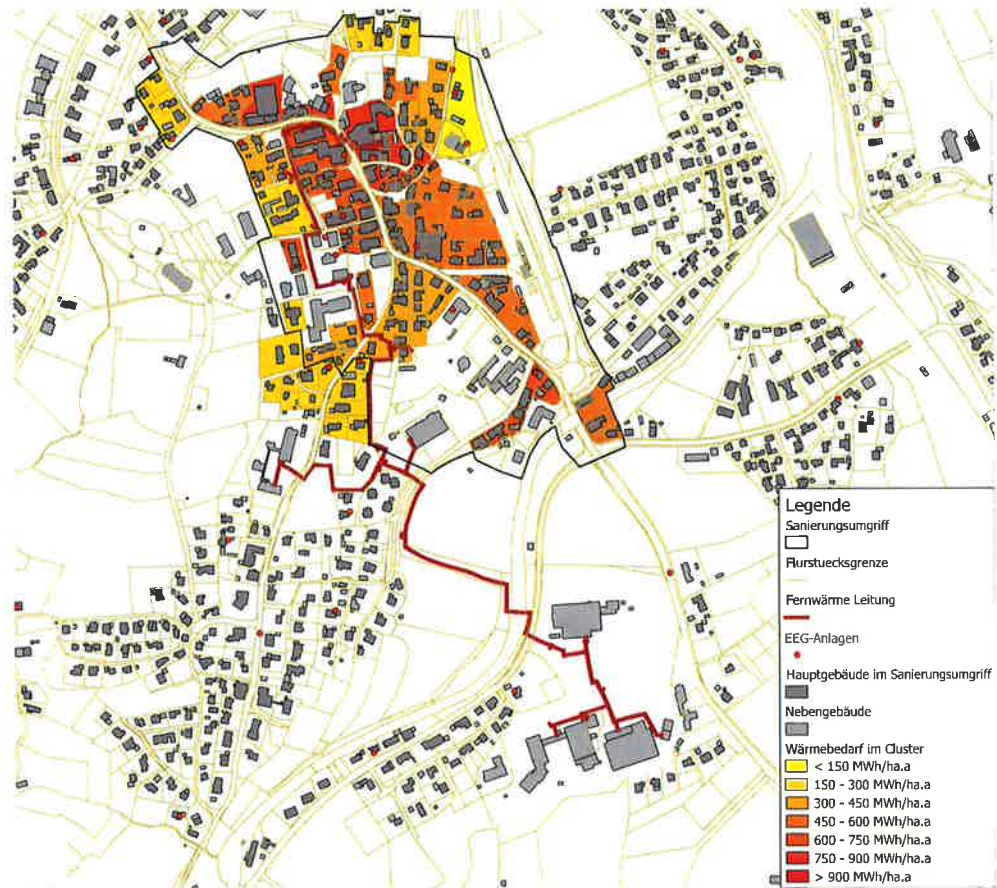 Legende
Sanierungsumgriff
Flurstuecksgrenze
Fernwärme Leitung
EEG-Anlagen
Hauptgebäude im Sanierungsumgriff
Nebengebäude
Wärmebedarf im Cluster
< 150 MWh/ha.a
150 - 300 MWh/ha.a
300 - 450 MWh/ha.a
450 - 600 MWh/ha.a
600 - 750 MWh/ha.a
750 - 900 MWh/ha.a
> 900 MWh/ha.a